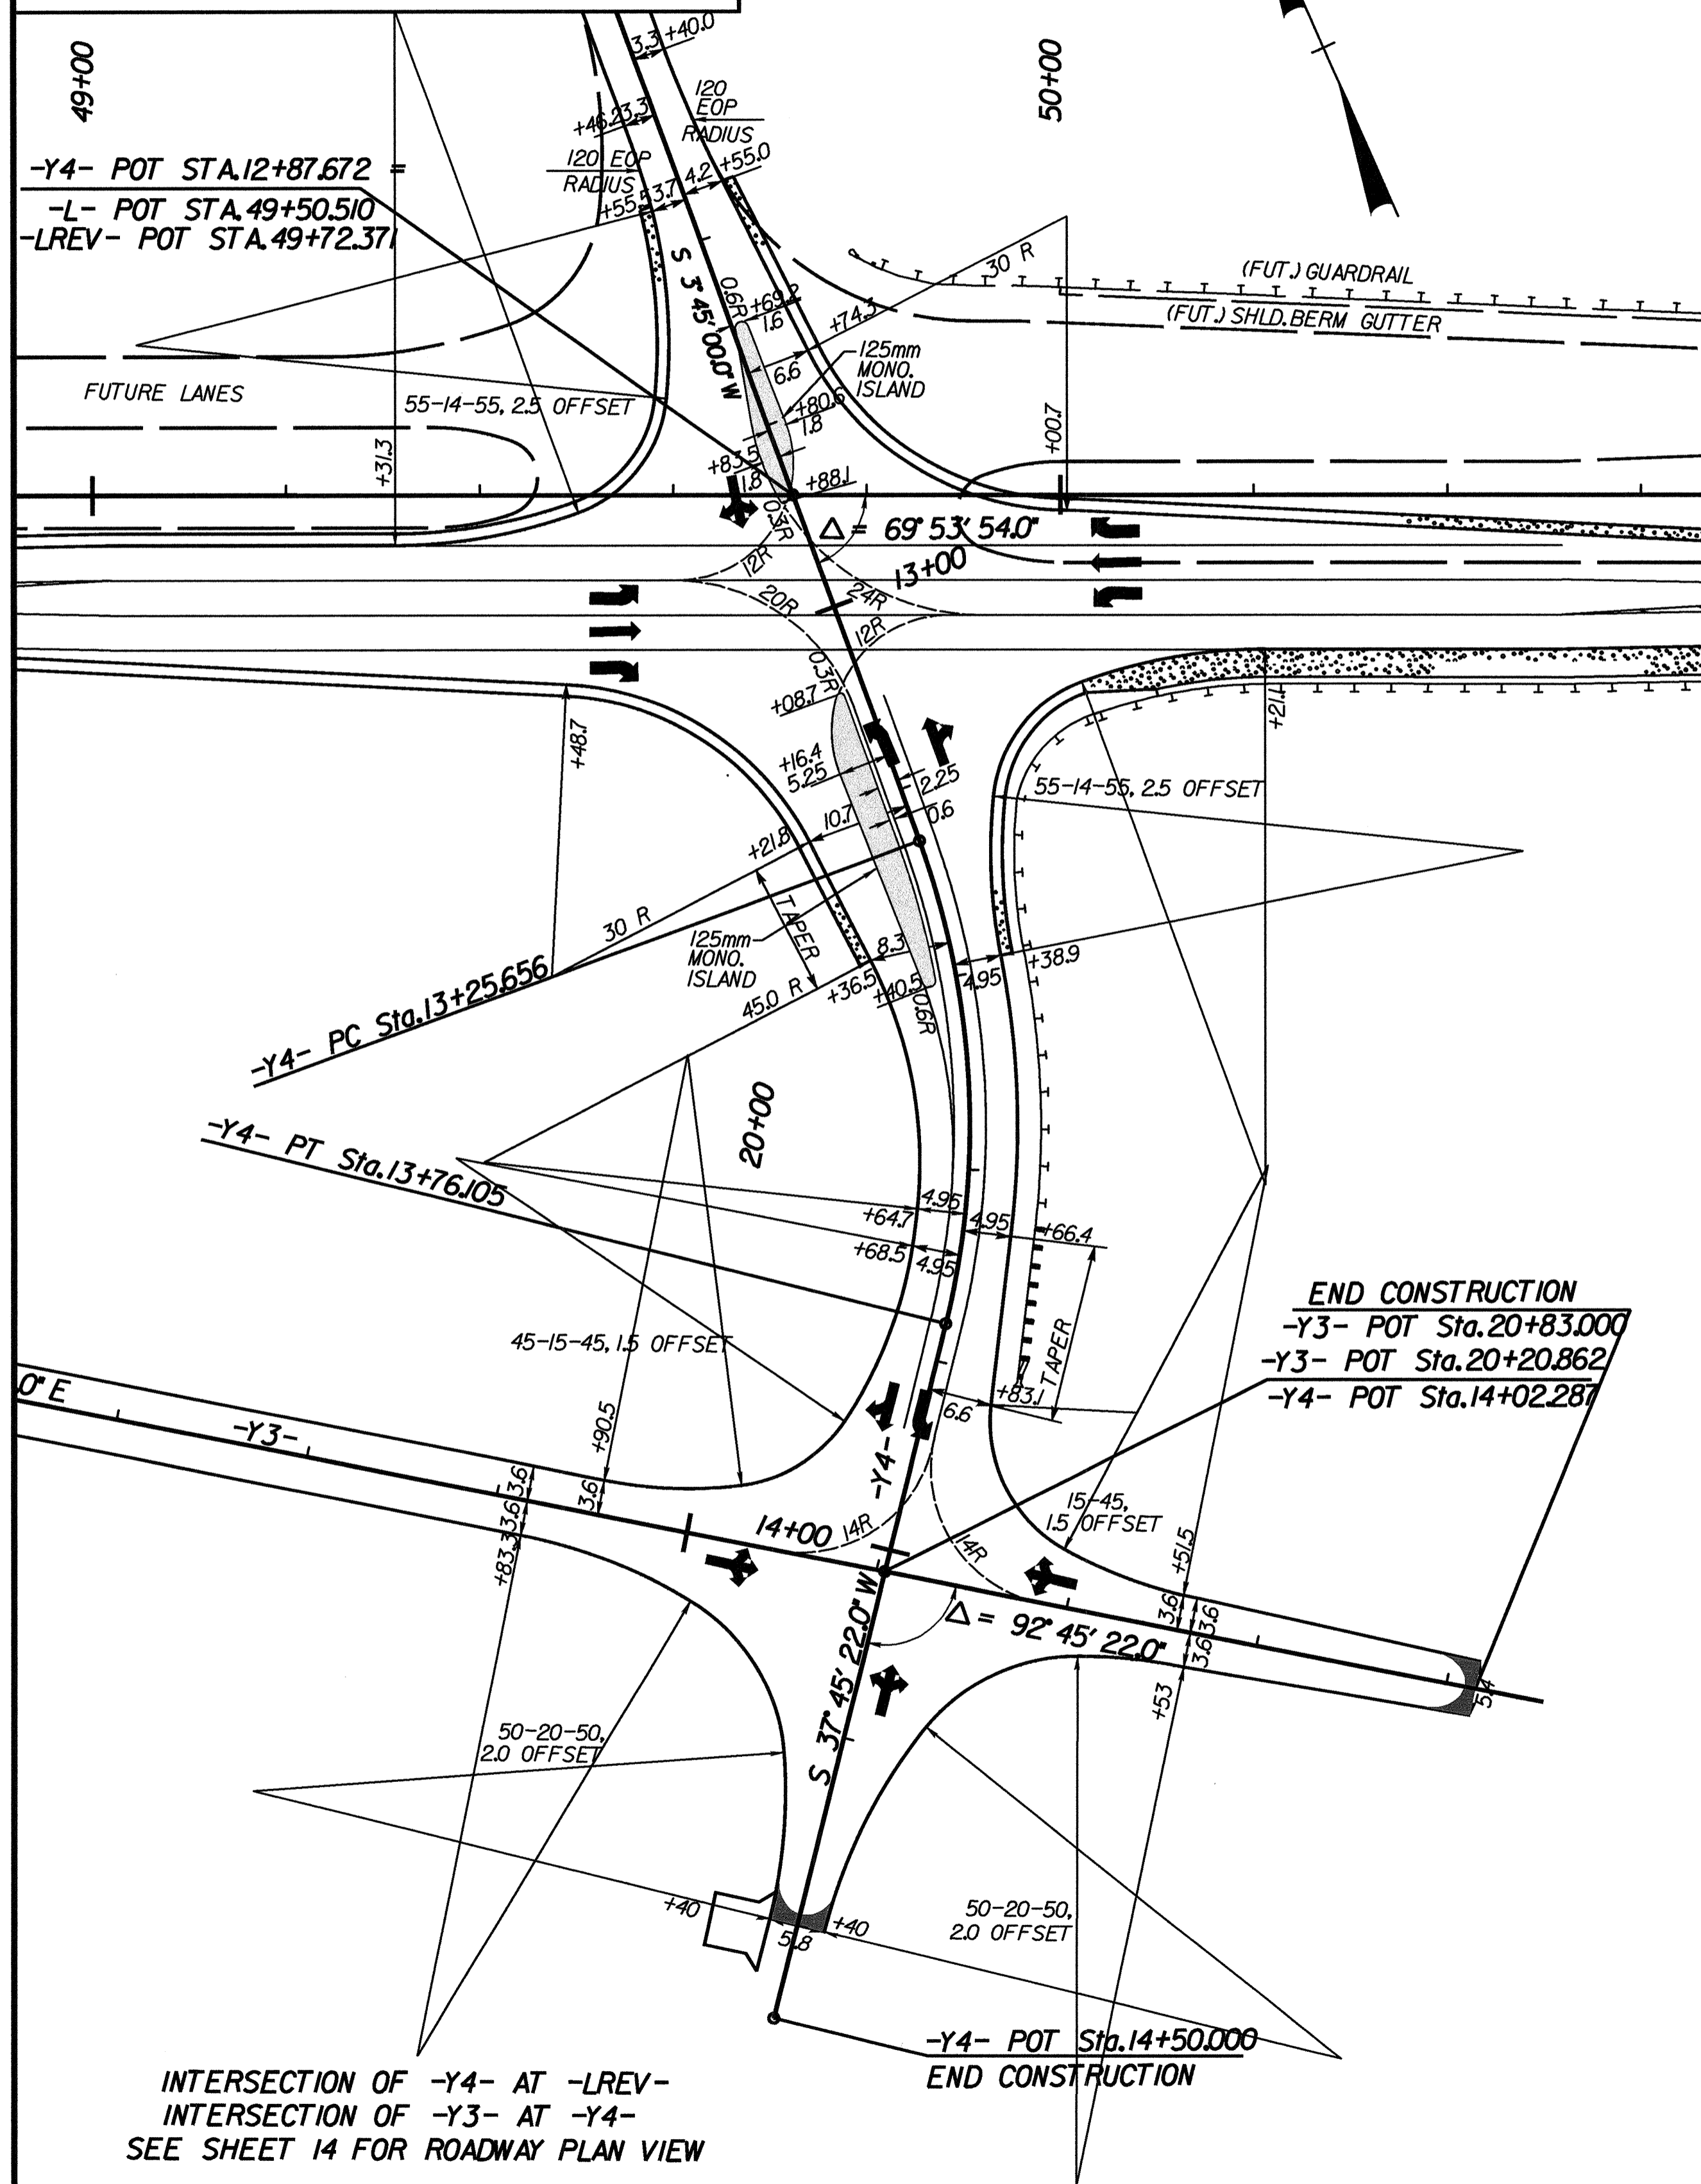 49+00
50+00
3.3
+40.0
120
EOP
RADIUS
+46.2
3.3
120 EOP
RADIUS
+55.5
3.7
4.2
+55.0
-Y4- POT STA.12+87.672 =
-L- POT STA.49+50.510
-LREV- POT STA.49+72.371
S 3°45'00.0" W
0.6R
+69.2
1.6
+74.3
30 R
(FUT.) GUARDRAIL
(FUT.) SHLD.BERM GUTTER
125mm
MONO.
ISLAND
6.6
+80.6
1.8
FUTURE LANES
55-14-55, 2.5 OFFSET
+31.3
+00.7
+83.5
1.8
+88.1
0.3R
Δ = 69°53'54.0"
13+00
12R
20R
24R
12R
0.3R
+08.7
+48.7
+21.1
+16.4
5.25
2.25
0.6
10.7
+21.8
55-14-55, 2.5 OFFSET
30 R
TAPER
125mm
MONO.
ISLAND
8.3
45.0 R
+36.5
+40.5
0.6R
4.95
+38.9
-Y4- PC Sta.13+25.656
20+00
-Y4- PT Sta.13+76.105
4.95
+64.7
4.95
+66.4
+68.5
4.95
TAPER
45-15-45, 1.5 OFFSET
END CONSTRUCTION
-Y3- POT Sta.20+83.000
-Y3- POT Sta.20+20.862
-Y4- POT Sta.14+02.287
+83.1
6.6
0" E
-Y3-
+90.5
-Y4-
3.6
3.6
3.6
+83.3
14+00
14R
14R
15-45,
1.5 OFFSET
+51.5
3.6
3.6
3.6
+53
Δ = 92°45'22.0"
S 37°45'22.0" W
5.4
50-20-50,
2.0 OFFSET
+40
5.8
+40
50-20-50,
2.0 OFFSET
-Y4- POT Sta.14+50.000
END CONSTRUCTION
INTERSECTION OF -Y4- AT -LREV-
INTERSECTION OF -Y3- AT -Y4-
SEE SHEET 14 FOR ROADWAY PLAN VIEW